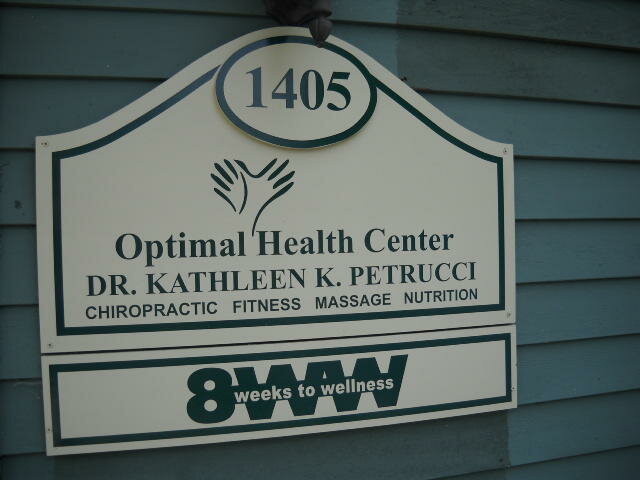 1405
Optimal Health Center
DR. KATHLEEN K. PETRUCCI
CHIROPRACTIC FITNESS MASSAGE NUTRITION
8WW
weeks to wellness